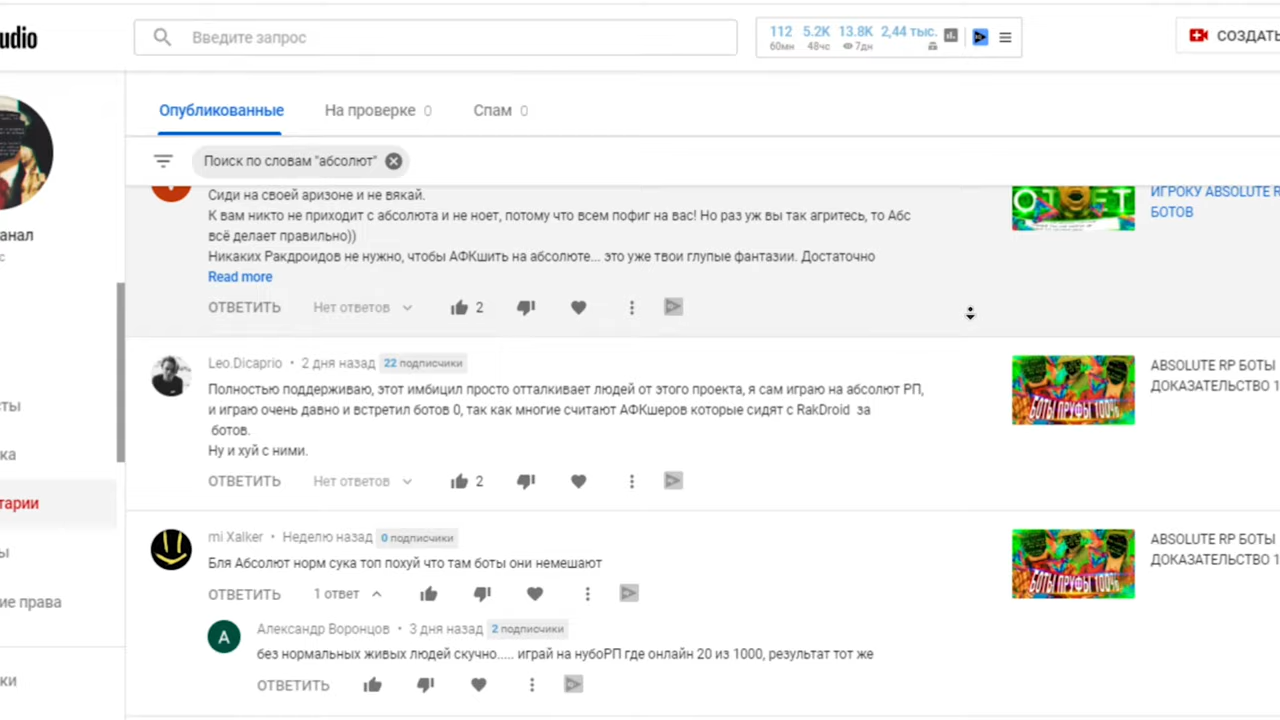 udio
Введите запрос
112 5.2K 13.8K 2,44 тыс.
60мн 48чс 7дн
СОЗДАТЬ
Опубликованные На проверке 0 Спам 0
Поиск по словам "абсолют"
анал
с
сты
ка
тарии
ы
ие права
ки
Сиди на своей аризоне и не вякай.
К вам никто не приходит с абсолюта и не ноет, потому что всем пофиг на вас! Но раз уж вы так агритесь, то Абс
всё делает правильно))
Никаких Ракдроидов не нужно, чтобы АФКшить на абсолюте... это уже твои глупые фантазии. Достаточно
Read more
ОТВЕТИТЬ Нет ответов 2
ОТВЕТ
ИГРОКУ ABSOLUTE R
БОТОВ
Leo.Dicaprio • 2 дня назад 22 подписчики
Полностью поддерживаю, этот имбицил просто отталкивает людей от этого проекта, я сам играю на абсолют РП,
и играю очень давно и встретил ботов 0, так как многие считают АФКшеров которые сидят с RakDroid за
ботов.
Ну и хуй с ними.
ОТВЕТИТЬ Нет ответов 2
БОТЫ ПРУФЫ 100%
ABSOLUTE RP БОТЫ
ДОКАЗАТЕЛЬСТВО 1
mi Xalker • Неделю назад 0 подписчики
Бля Абсолют норм сука топ похуй что там боты они немешают
ОТВЕТИТЬ 1 ответ
БОТЫ ПРУФЫ 100%
ABSOLUTE RP БОТЫ
ДОКАЗАТЕЛЬСТВО 1
А
Александр Воронцов • 3 дня назад 2 подписчики
без нормальных живых людей скучно..... играй на нубоРП где онлайн 20 из 1000, результат тот же
ОТВЕТИТЬ